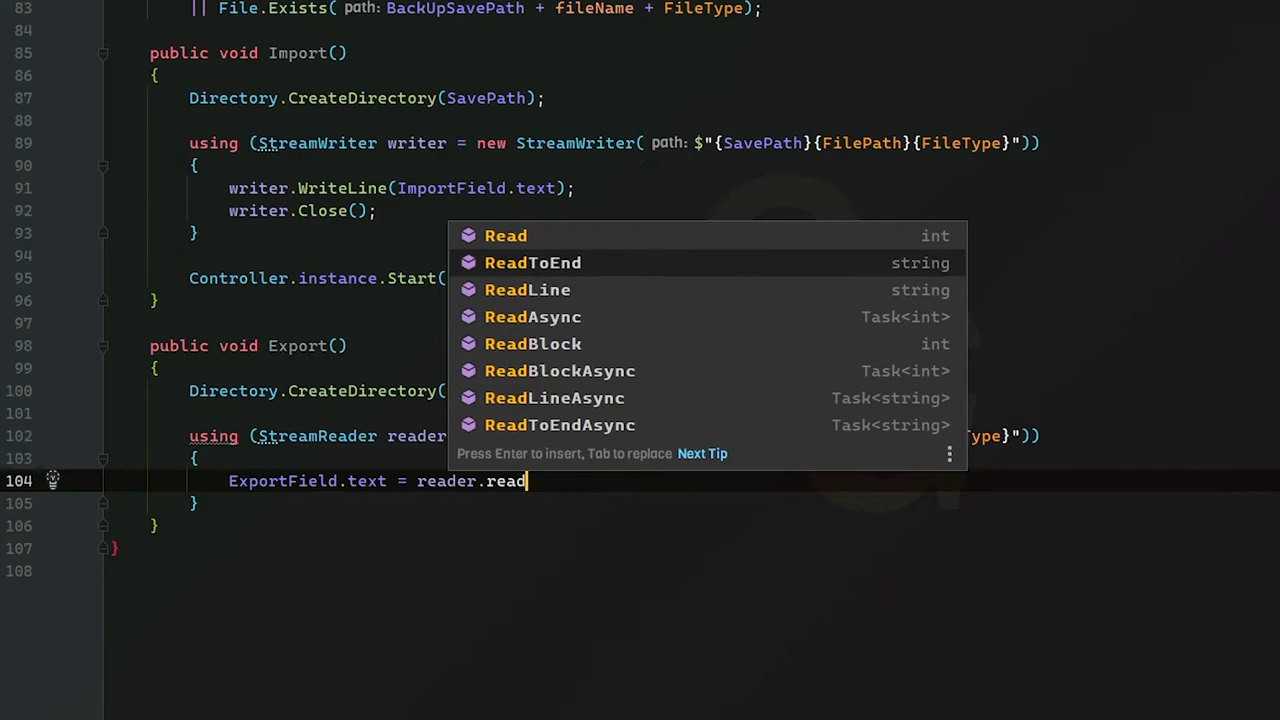 83 || File.Exists( path: BackUpSavePath + fileName + FileType);
84
85 public void Import()
86 {
87 Directory.CreateDirectory(SavePath);
88
89 using (StreamWriter writer = new StreamWriter( path: $"{SavePath}{FilePath}{FileType}"))
90 {
91 writer.WriteLine(ImportField.text);
92 writer.Close();
93 }
94
95 Controller.instance.Start(
96 }
97
98 public void Export()
99 {
100 Directory.CreateDirectory(
101
102 using (StreamReader reader ype}"))
103 {
104 ExportField.text = reader.read
105 }
106 }
107 }
108
Read int
ReadToEnd string
ReadLine string
ReadAsync Task<int>
ReadBlock int
ReadBlockAsync Task<int>
ReadLineAsync Task<string>
ReadToEndAsync Task<string>
Press Enter to insert, Tab to replace Next Tip